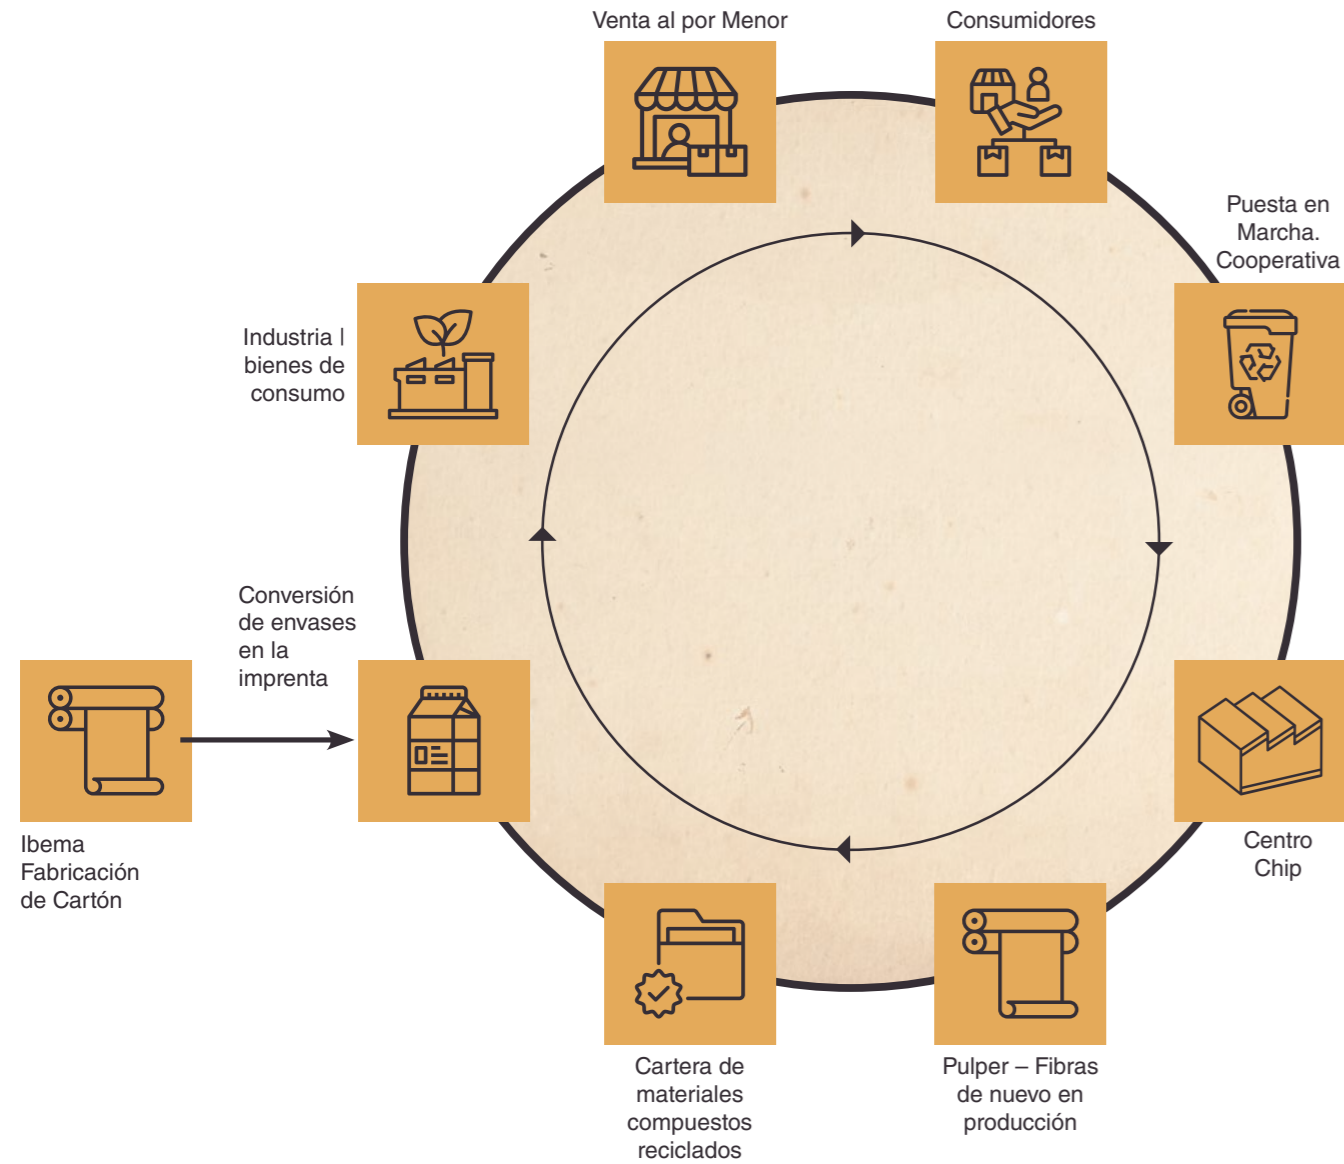 Venta al por Menor
Consumidores
Puesta en
Marcha.
Cooperativa
Industria |
bienes de
consumo
Conversión
de envases
en la
imprenta
Ibema
Fabricación
de Cartón
Centro
Chip
Cartera de
materiales
compuestos
reciclados
Pulper – Fibras
de nuevo en
producción